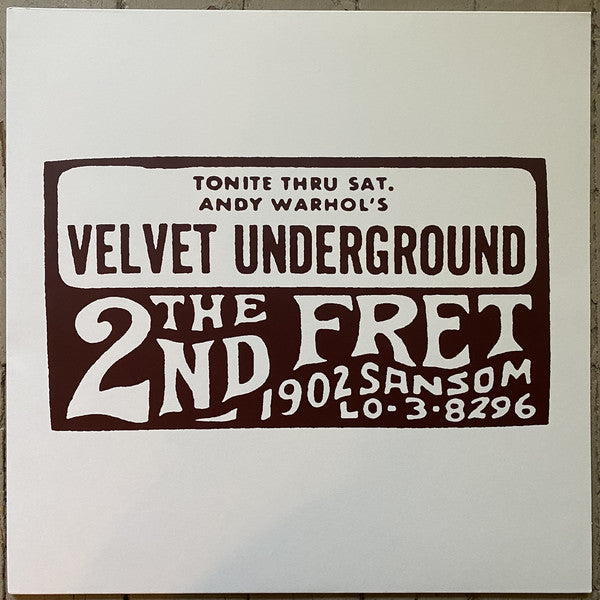 TONITE THRU SAT.
ANDY WARHOL'S
VELVET UNDERGROUND
THE
2ND FRET
1902 SANSOM
LO-3-8296